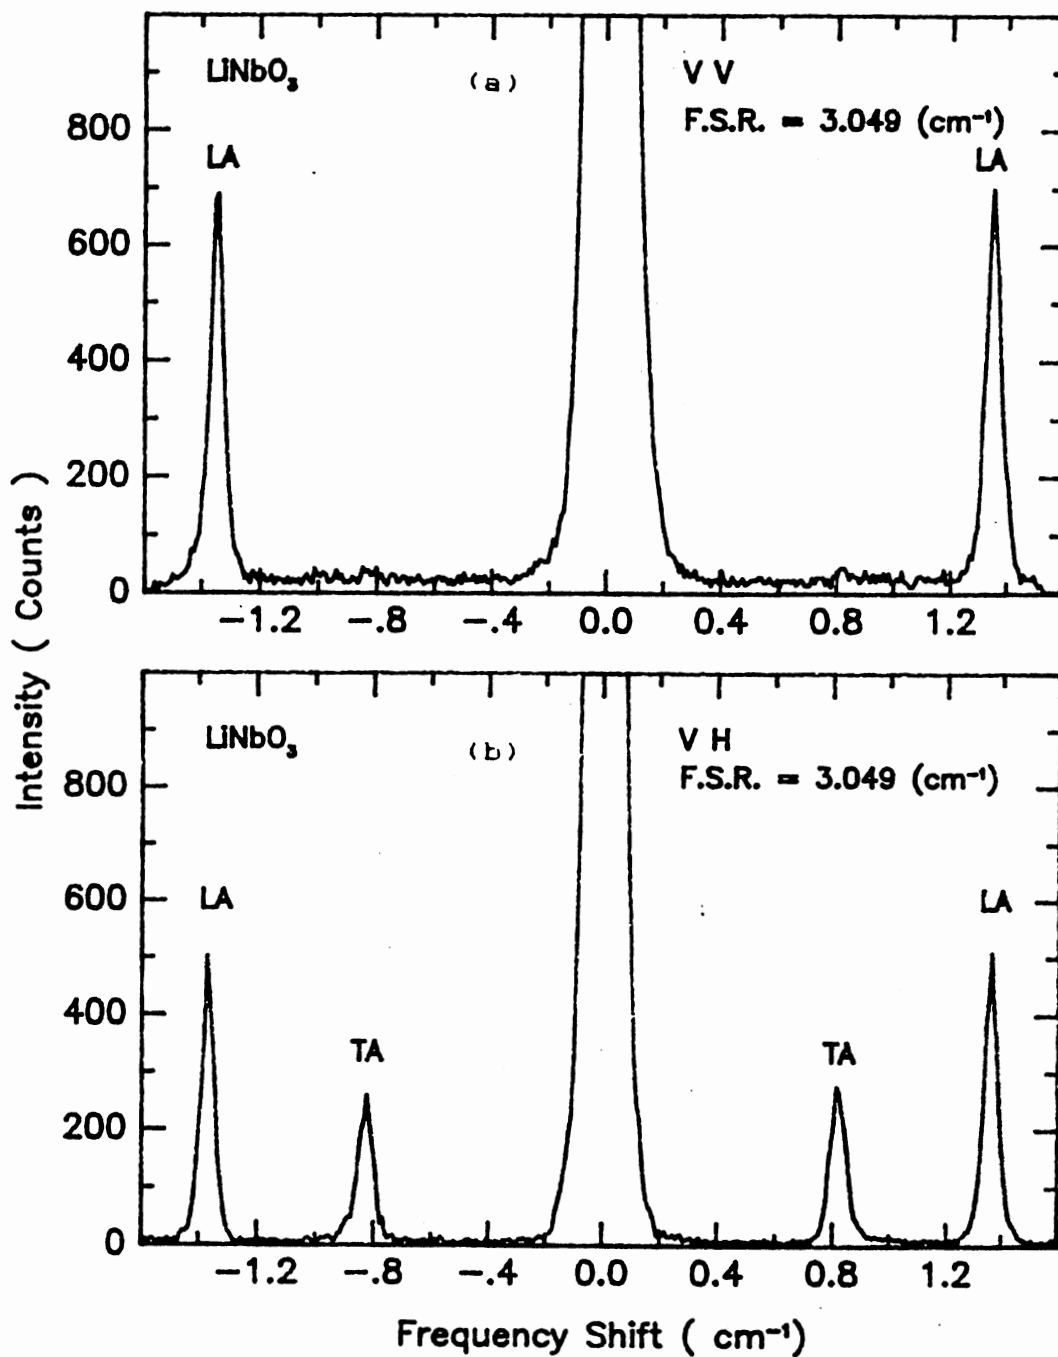 LiNbO₃ (a) V V
F.S.R. = 3.049 (cm⁻¹)
LA LA
800
600
400
200
0
−1.2 −.8 −.4 0.0 0.4 0.8 1.2
Intensity ( Counts )
LiNbO₃ (b) V H
F.S.R. = 3.049 (cm⁻¹)
800
LA LA
600
400
TA TA
200
0
−1.2 −.8 −.4 0.0 0.4 0.8 1.2
Frequency Shift ( cm⁻¹)